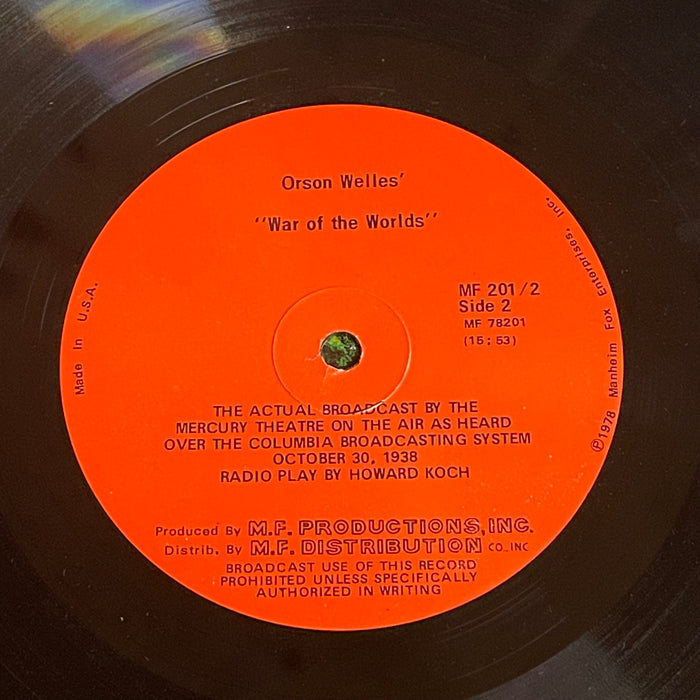 Orson Welles'
"War of the Worlds"
MF 201/2
Side 2
MF 78201
(15:53)
Made In U.S.A.
℗1978 Manheim Fox Enterprises, Inc.
THE ACTUAL BROADCAST BY THE
MERCURY THEATRE ON THE AIR AS HEARD
OVER THE COLUMBIA BROADCASTING SYSTEM
OCTOBER 30, 1938
RADIO PLAY BY HOWARD KOCH
Produced By M.F. PRODUCTIONS, INC.
Distrib. By M.F. DISTRIBUTION CO., INC
BROADCAST USE OF THIS RECORD
PROHIBITED UNLESS SPECIFICALLY
AUTHORIZED IN WRITING